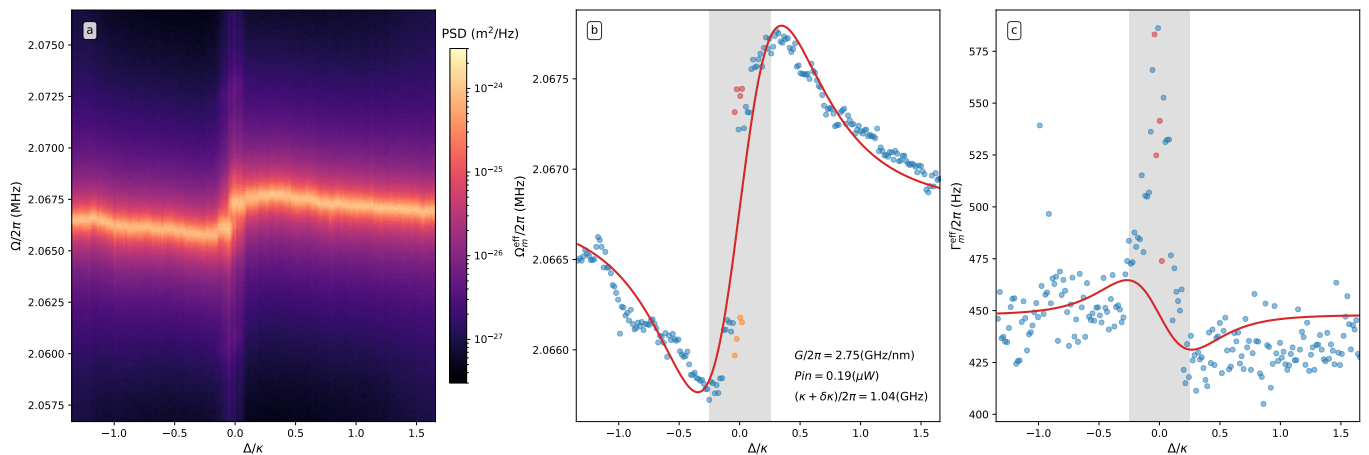 a
PSD (m²/Hz)
2.0750
2.0725
2.0700
2.0675
2.0650
2.0625
2.0600
2.0575
Ω/2π (MHz)
−1.0 −0.5 0.0 0.5 1.0 1.5
Δ/κ
10⁻²⁴
10⁻²⁵
10⁻²⁶
10⁻²⁷
b
2.0675
2.0670
2.0665
2.0660
Ωₘᵉᶠᶠ/2π (MHz)
G/2π = 2.75(GHz/nm)
Pin = 0.19(μW)
(κ + δκ)/2π = 1.04(GHz)
−1.0 −0.5 0.0 0.5 1.0 1.5
Δ/κ
c
575
550
525
500
475
450
425
400
Γₘᵉᶠᶠ/2π (Hz)
−1.0 −0.5 0.0 0.5 1.0 1.5
Δ/κ